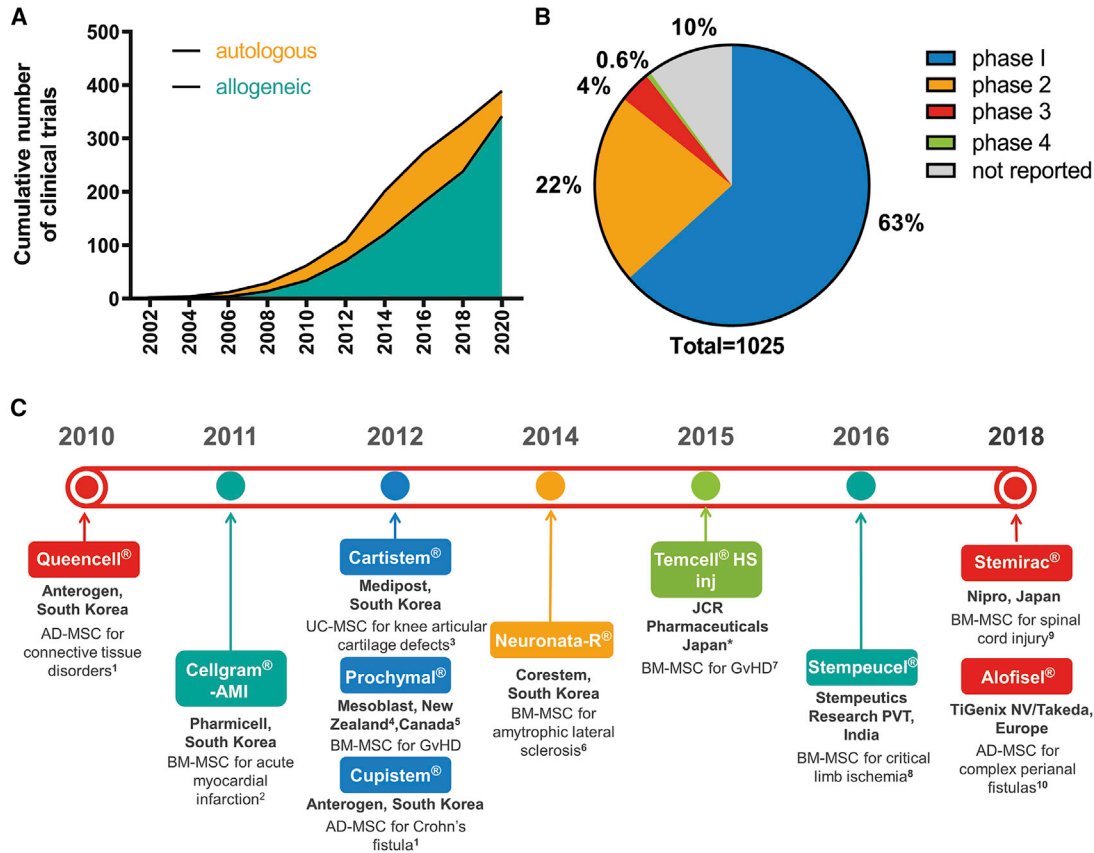 A
Cumulative number
of clinical trials
500
400
300
200
100
0
autologous
allogeneic
2002
2004
2006
2008
2010
2012
2014
2016
2018
2020
B
10%
0.6%
4%
22%
63%
Total=1025
phase I
phase 2
phase 3
phase 4
not reported
C
2010
2011
2012
2014
2015
2016
2018
Queencell®
Anterogen,
South Korea
AD-MSC for
connective tissue
disorders¹
Cellgram®
-AMI
Pharmicell,
South Korea
BM-MSC for acute
myocardial
infarction²
Cartistem®
Medipost,
South Korea
UC-MSC for knee articular
cartilage defects³
Prochymal®
Mesoblast, New
Zealand⁴,Canada⁵
BM-MSC for GvHD
Cupistem®
Anterogen, South Korea
AD-MSC for Crohn's
fistula¹
Neuronata-R®
Corestem,
South Korea
BM-MSC for
amytrophic lateral
sclerosis⁶
Temcell® HS
inj
JCR
Pharmaceuticals
Japan*
BM-MSC for GvHD⁷
Stempeucel®
Stempeutics
Research PVT,
India
BM-MSC for critical
limb ischemia⁸
Stemirac®
Nipro, Japan
BM-MSC for spinal
cord injury⁹
Alofisel®
TiGenix NV/Takeda,
Europe
AD-MSC for
complex perianal
fistulas¹⁰